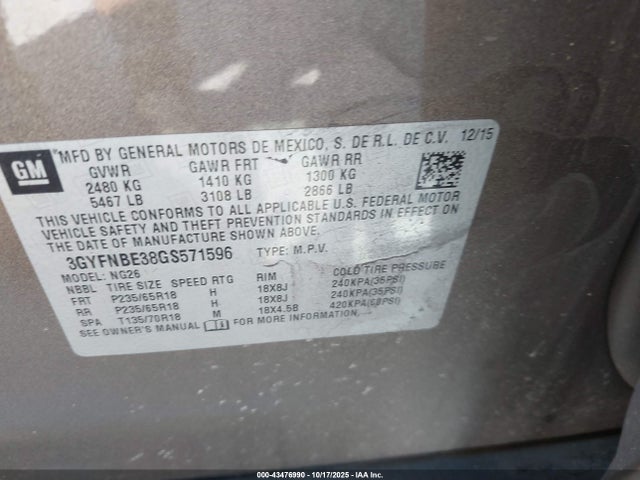 GM
MFD BY GENERAL MOTORS DE MEXICO, S. DE R.L. DE C.V. 12/15
GVWR GAWR FRT GAWR RR
2480 KG 1410 KG 1300 KG
5467 LB 3108 LB 2866 LB
THIS VEHICLE CONFORMS TO ALL APPLICABLE U.S. FEDERAL MOTOR
VEHICLE SAFETY AND THEFT PREVENTION STANDARDS IN EFFECT ON
THE DATE OF MANUFACTURE SHOWN ABOVE.
3GYFNBE38GS571596 TYPE: M.P.V.
MODEL: NG26
NBBL TIRE SIZE SPEED RTG RIM COLD TIRE PRESSURE
FRT P235/65R18 H 18X8J 240KPA(35PSI)
RR P235/65R18 H 18X8J 240KPA(35PSI)
SPA T135/70R18 M 18X4.5B 420KPA(60PSI)
SEE OWNER'S MANUAL FOR MORE INFORMATION.
© 0-43476990 - 10/17/2025 - IAA Inc.